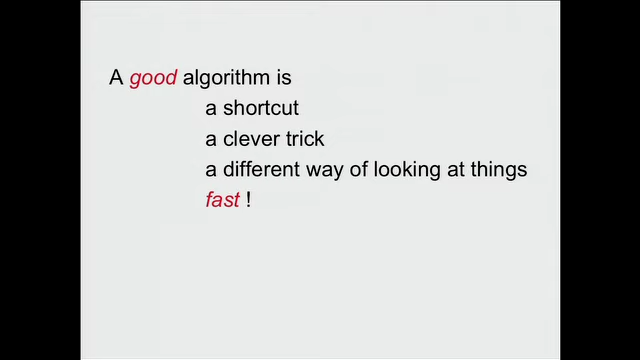 A good algorithm is
a shortcut
a clever trick
a different way of looking at things
fast !